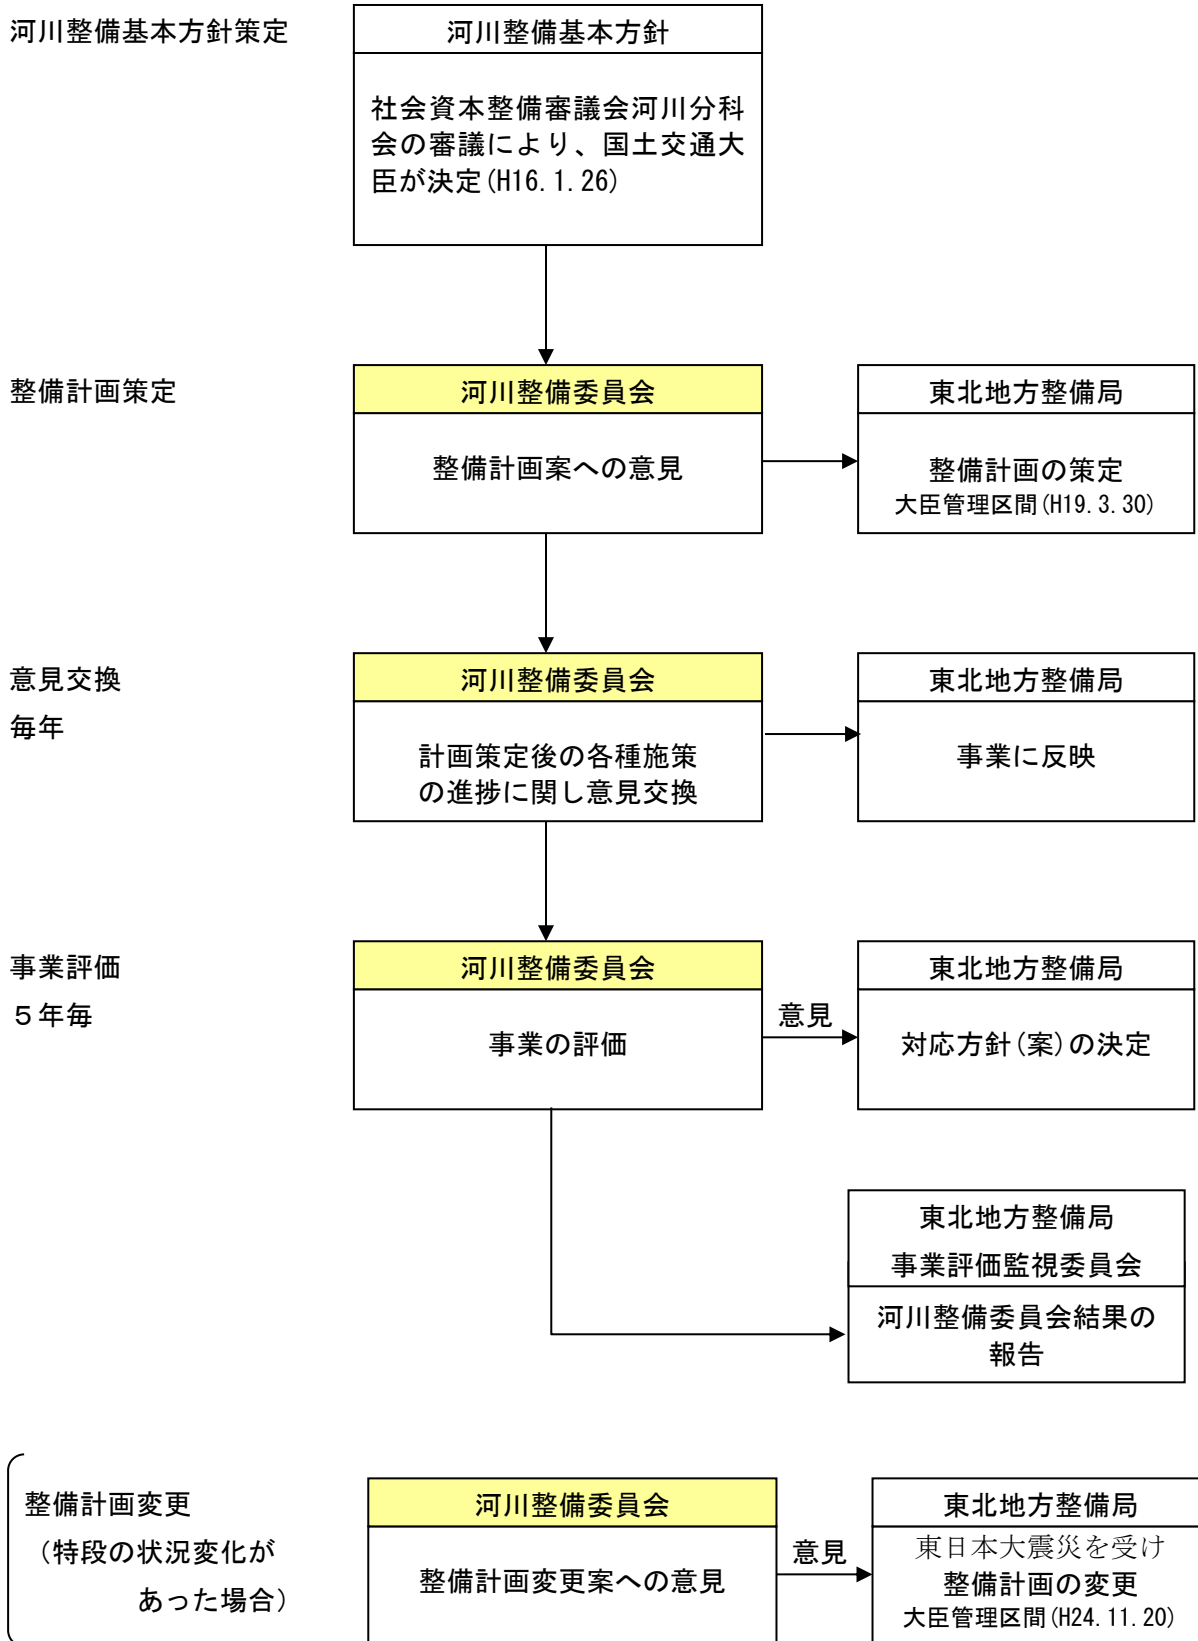 河川整備基本方針策定
河川整備基本方針
社会資本整備審議会河川分科
会の審議により、国土交通大
臣が決定(H16.1.26)
整備計画策定
河川整備委員会
整備計画案への意見
東北地方整備局
整備計画の策定
大臣管理区間(H19.3.30)
意見交換
毎年
河川整備委員会
計画策定後の各種施策
の進捗に関し意見交換
東北地方整備局
事業に反映
事業評価
5年毎
河川整備委員会
事業の評価
意見
東北地方整備局
対応方針(案)の決定
東北地方整備局
事業評価監視委員会
河川整備委員会結果の
報告
整備計画変更
(特段の状況変化が
あった場合)
河川整備委員会
整備計画変更案への意見
意見
東北地方整備局
東日本大震災を受け
整備計画の変更
大臣管理区間(H24.11.20)